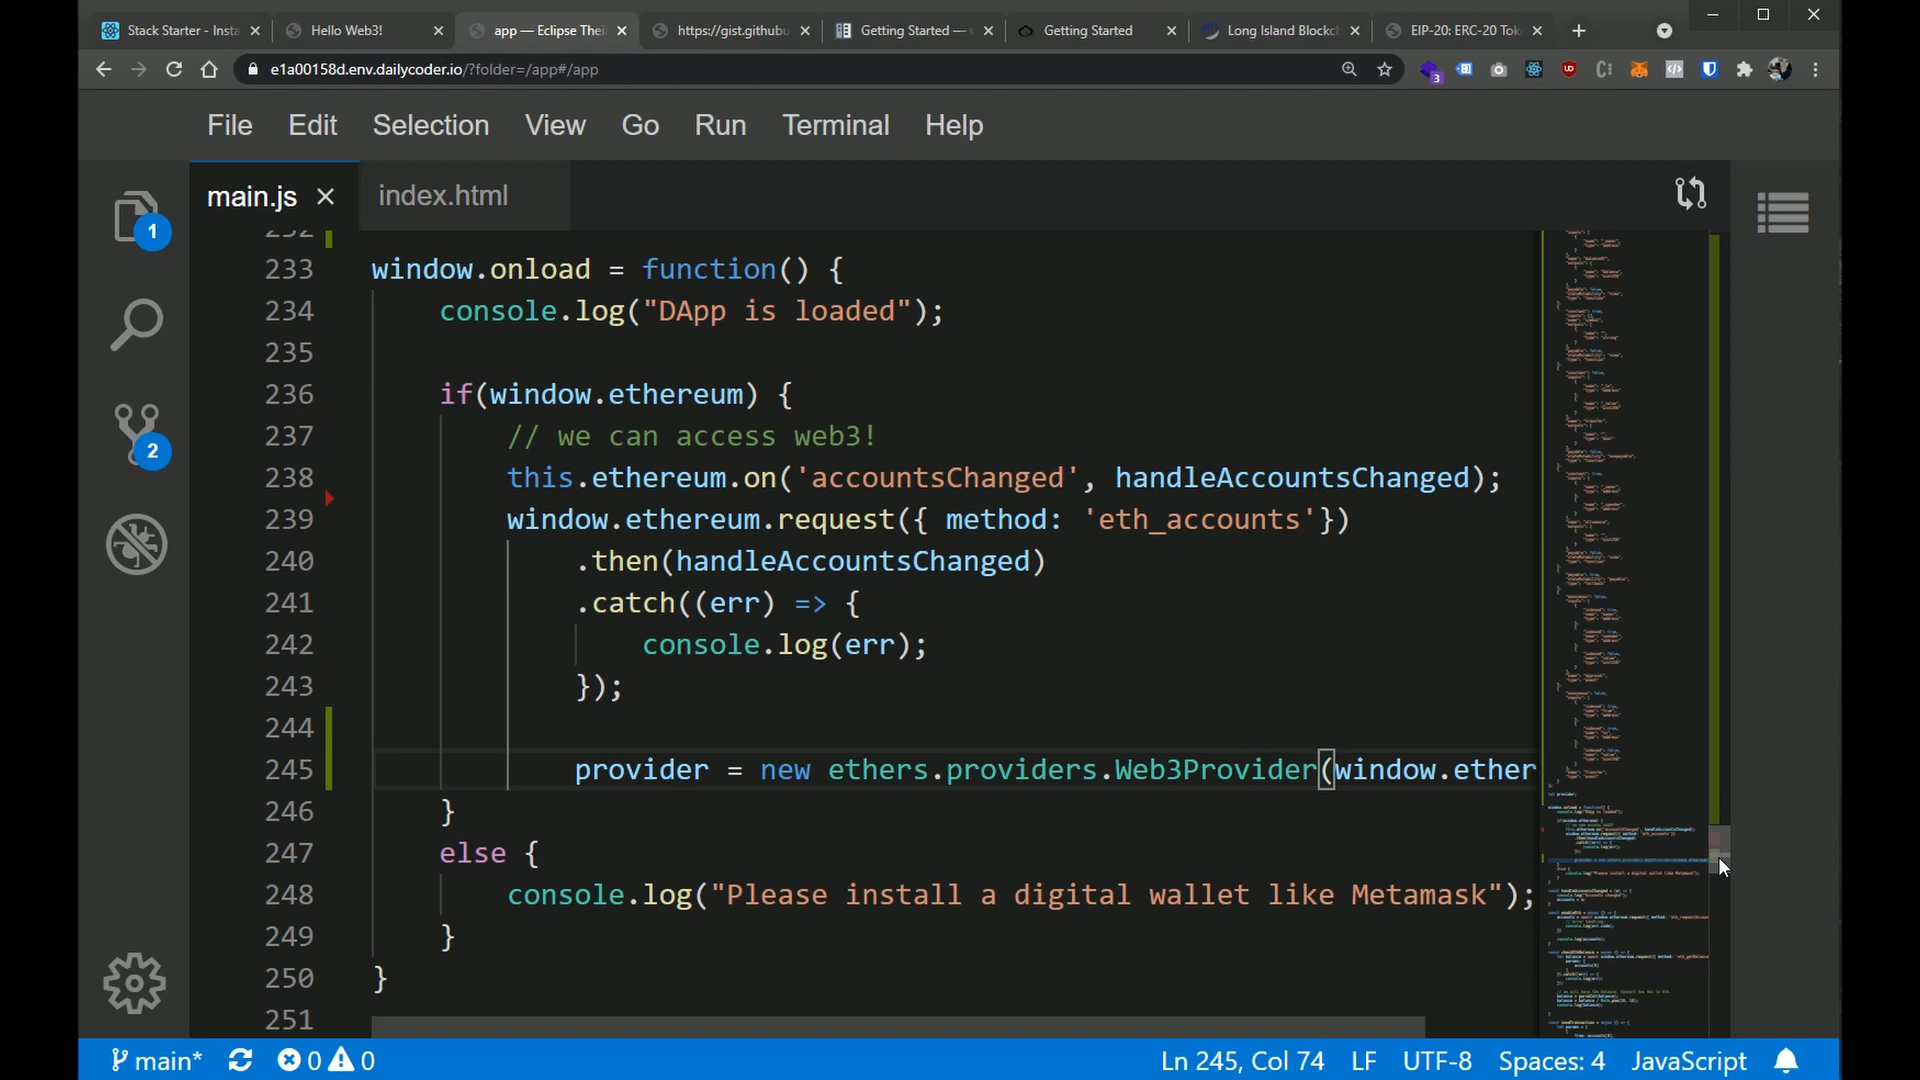 Stack Starter - Insta
Hello Web3!
app — Eclipse Thei
https://gist.githubu
Getting Started —
Getting Started
Long Island Blockch
EIP-20: ERC-20 Tok
e1a00158d.env.dailycoder.io/?folder=/app#/app
3
File Edit Selection View Go Run Terminal Help
main.js
index.html
1
2
232
233 window.onload = function() {
234 console.log("DApp is loaded");
235
236 if(window.ethereum) {
237 // we can access web3!
238 this.ethereum.on('accountsChanged', handleAccountsChanged);
239 window.ethereum.request({ method: 'eth_accounts'})
240 .then(handleAccountsChanged)
241 .catch((err) => {
242 console.log(err);
243 });
244
245 provider = new ethers.providers.Web3Provider(window.ether
246 }
247 else {
248 console.log("Please install a digital wallet like Metamask");
249 }
250 }
251
main* 0 0 Ln 245, Col 74 LF UTF-8 Spaces: 4 JavaScript